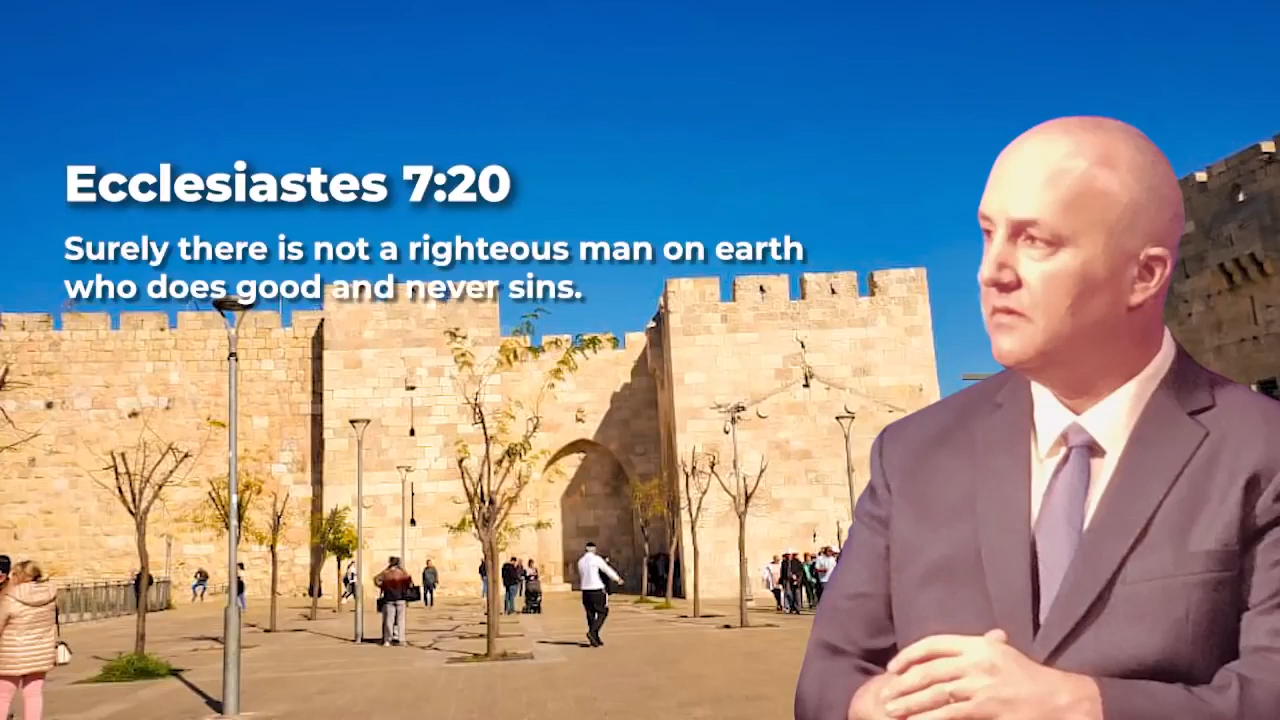 Ecclesiastes 7:20
Surely there is not a righteous man on earth
who does good and never sins.